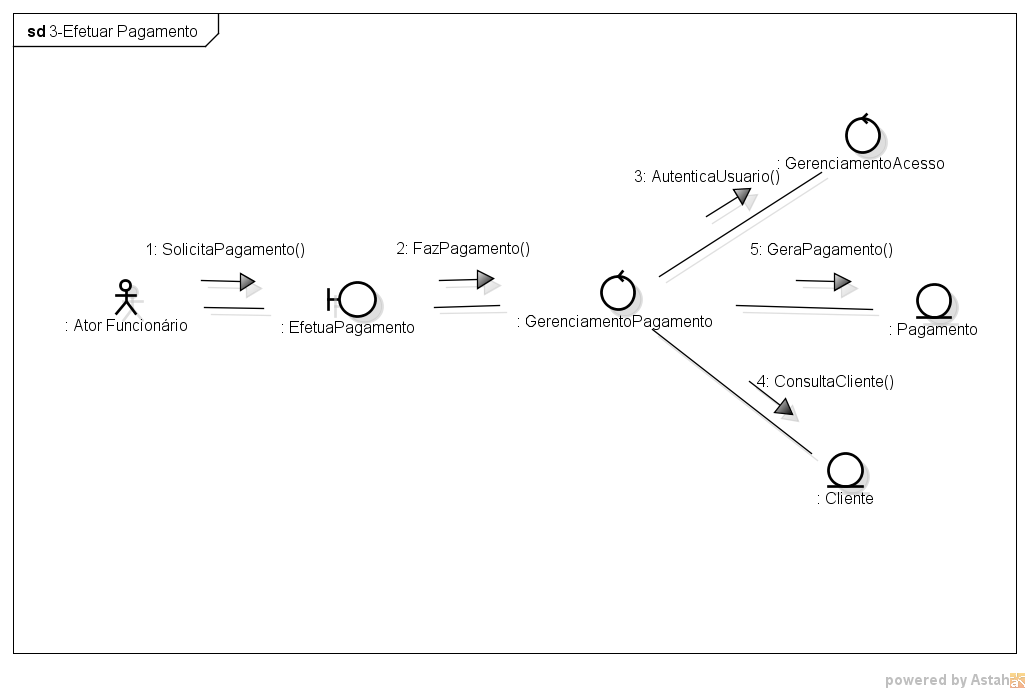 sd 3-Efetuar Pagamento
: GerenciamentoAcesso
3: AutenticaUsuario()
1: SolicitaPagamento()
2: FazPagamento()
5: GeraPagamento()
: Ator Funcionário
: EfetuaPagamento
: GerenciamentoPagamento
: Pagamento
4: ConsultaCliente()
: Cliente
powered by Astah